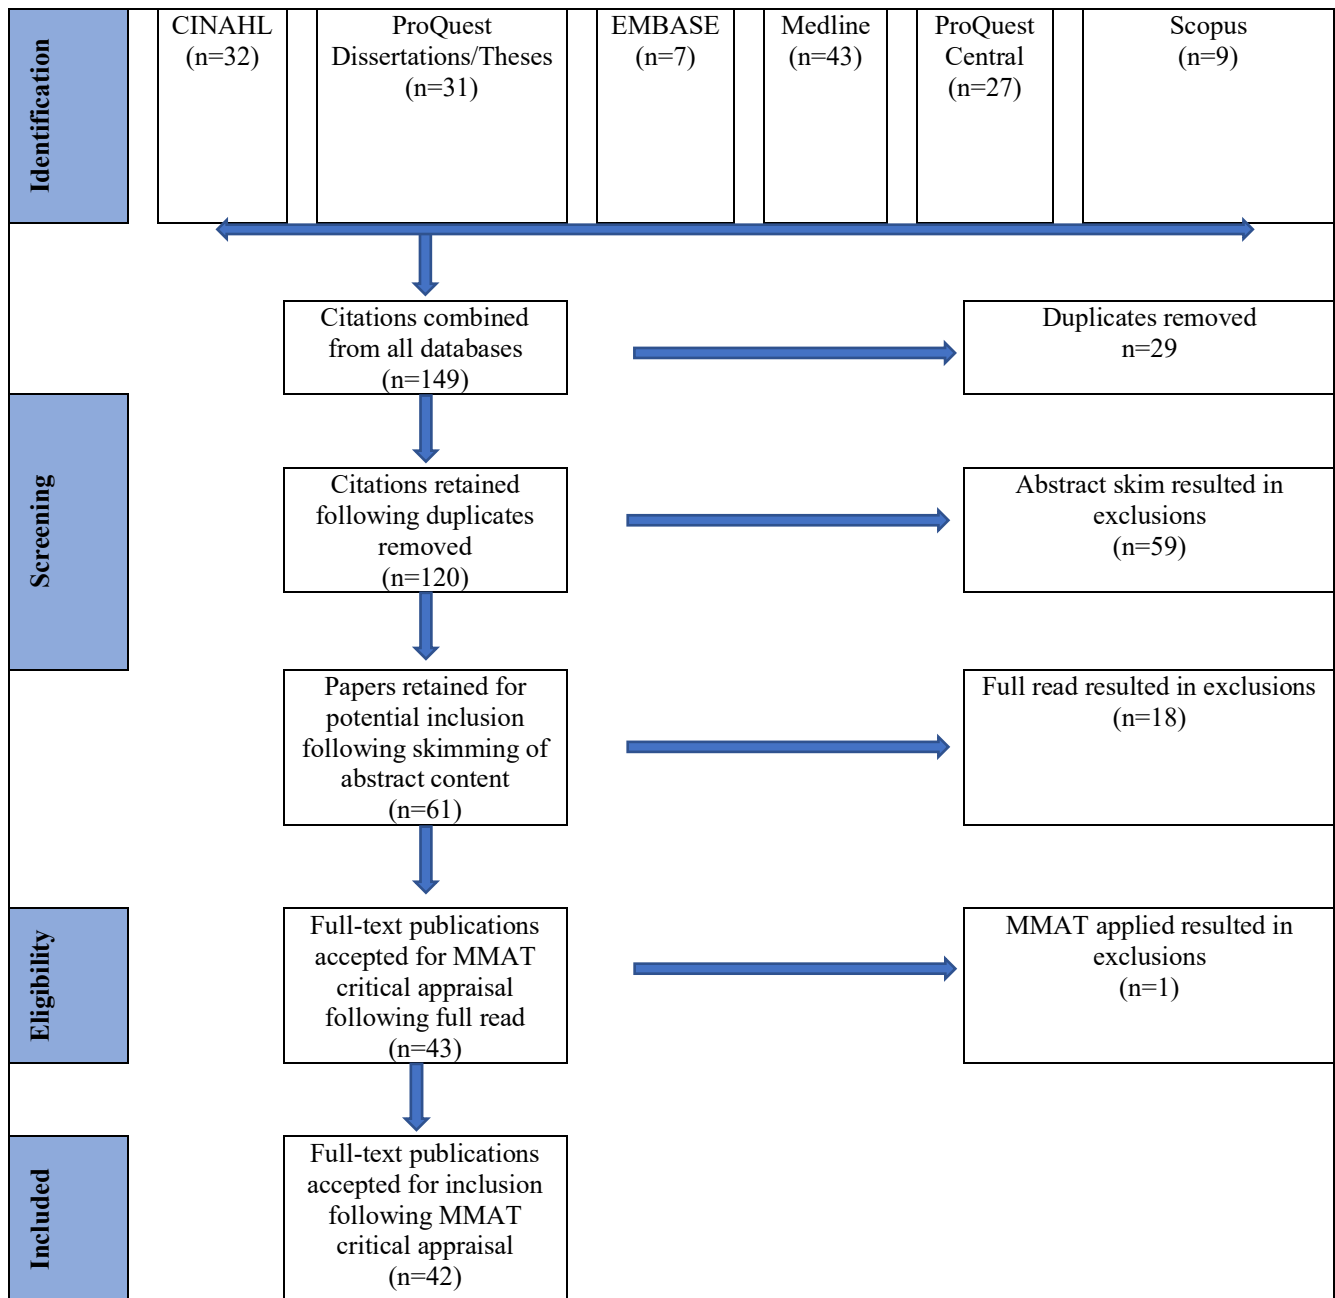 Identification
CINAHL
(n=32)
ProQuest
Dissertations/Theses
(n=31)
EMBASE
(n=7)
Medline
(n=43)
ProQuest
Central
(n=27)
Scopus
(n=9)
Citations combined
from all databases
(n=149)
Duplicates removed
n=29
Screening
Citations retained
following duplicates
removed
(n=120)
Abstract skim resulted in
exclusions
(n=59)
Papers retained for
potential inclusion
following skimming of
abstract content
(n=61)
Full read resulted in exclusions
(n=18)
Eligibility
Full-text publications
accepted for MMAT
critical appraisal
following full read
(n=43)
MMAT applied resulted in
exclusions
(n=1)
Included
Full-text publications
accepted for inclusion
following MMAT
critical appraisal
(n=42)